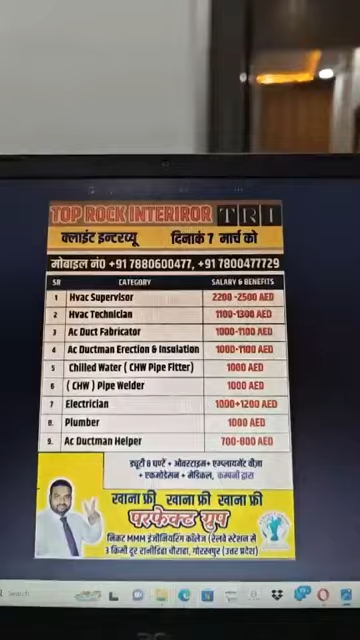 TOP ROCK INTERIROR TRI
क्लाइंट इन्टरव्यू दिनाकं 7 मार्च को
मोबाइल नं0 +91 7880600477, +91 7800477729
SR CATEGORY SALARY & BENEFITS
1 Hvac Supervisor 2200 -2500 AED
2 Hvac Technician 1100-1300 AED
3 Ac Duct Fabricator 1000-1100 AED
4 Ac Ductman Erection & Insulation 1000-1100 AED
5 Chilled Water ( CHW Pipe Fitter) 1000 AED
6 ( CHW ) Pipe Welder 1000 AED
7 Electrician 1000+1200 AED
8. Plumber 1000 AED
9. Ac Ductman Helper 700-800 AED
ड्यूटी 8 घण्टें + ओवरटाइम+ एम्प्लायमेंट वीज़ा
+ एकमोडेसन + मेडिकल, कम्पनी द्वारा
खाना फ्री खाना फ्री खाना फ्री
परफेक्ट ग्रुप
निकट MMM इंजीनियरिंग कॉलेज ( रेलवे स्टेशन से
3 किमी दूर रानीडिहा चौराहा, गोरखपुर (उत्तर प्रदेश)
Search